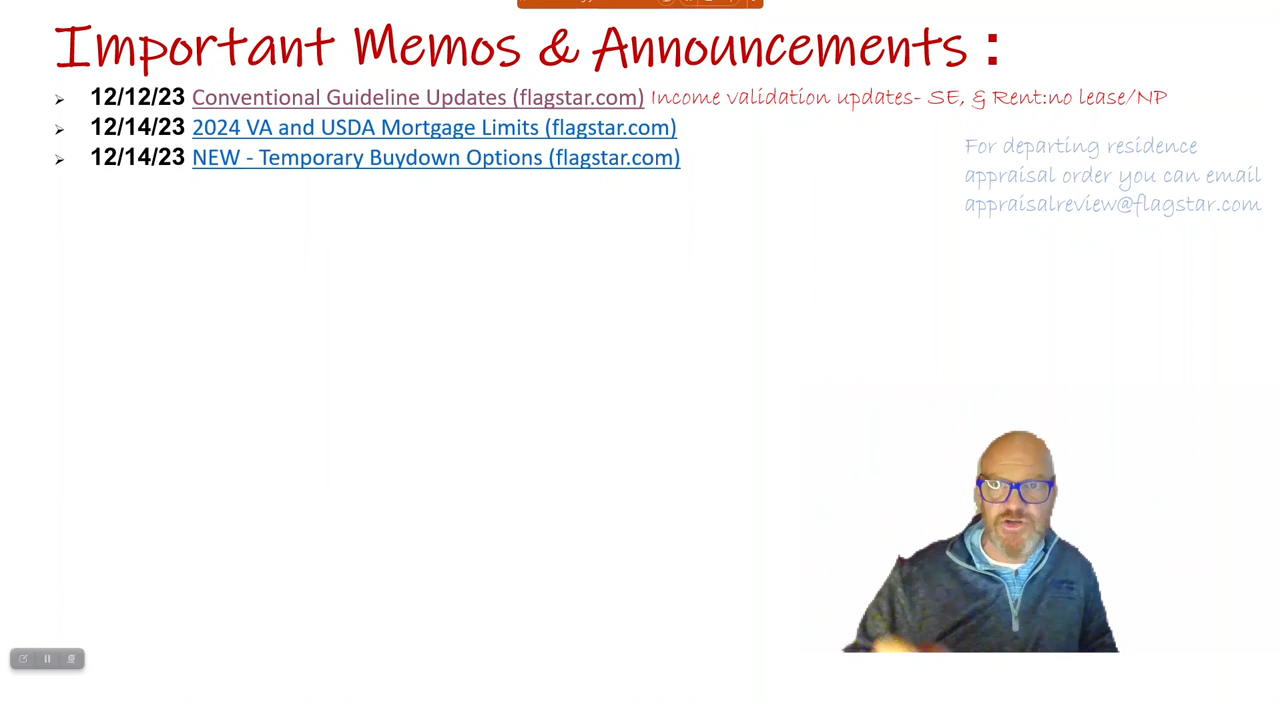 Important Memos & Announcements :
12/12/23 Conventional Guideline Updates (flagstar.com) Income validation updates- SE, & Rent:no lease/NP
12/14/23 2024 VA and USDA Mortgage Limits (flagstar.com)
12/14/23 NEW - Temporary Buydown Options (flagstar.com)
For departing residence
appraisal order you can email
appraisalreview@flagstar.com